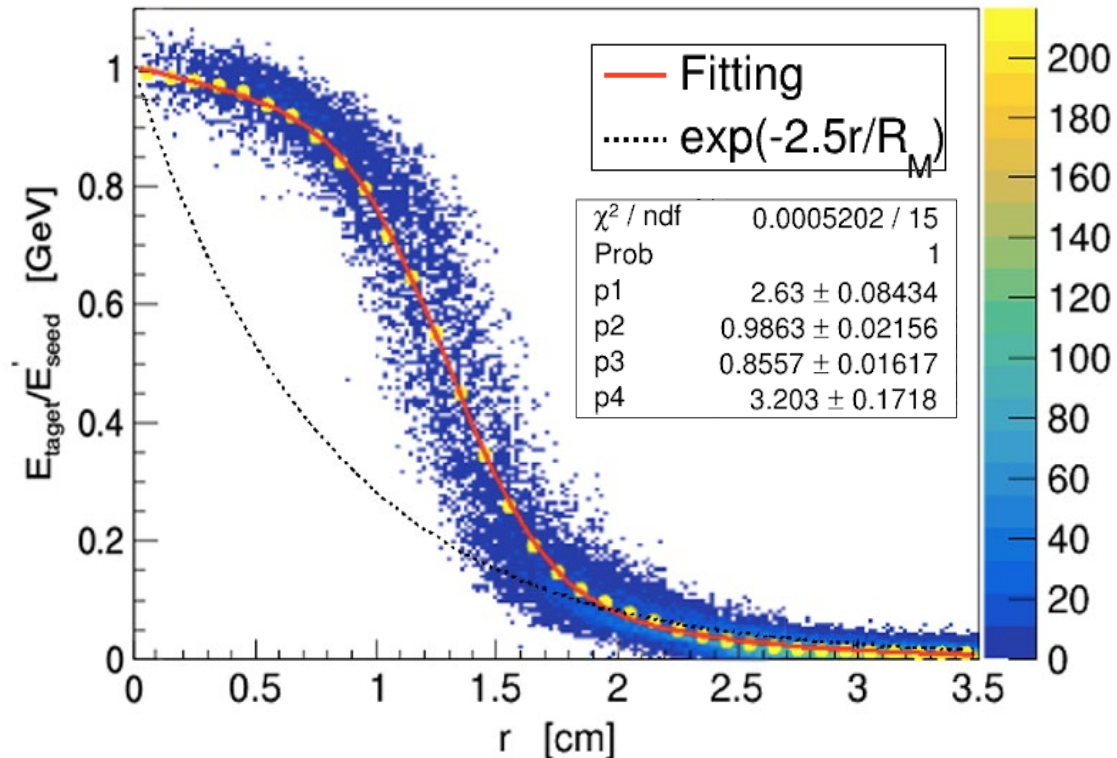 E_taget/E'_seed [GeV]
1
0.8
0.6
0.4
0.2
0
Fitting
exp(-2.5r/R_M)
χ² / ndf 0.0005202 / 15
Prob 1
p1 2.63 ± 0.08434
p2 0.9863 ± 0.02156
p3 0.8557 ± 0.01617
p4 3.203 ± 0.1718
200
180
160
140
120
100
80
60
40
20
0
0 0.5 1 1.5 2 2.5 3 3.5
r [cm]